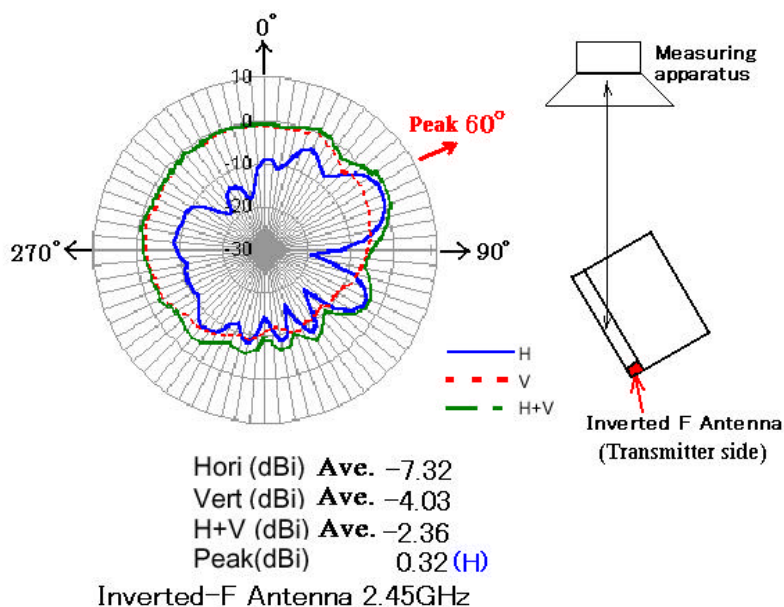 0°
10
0
-10
-20
-30
Peak 60°
270°
90°
Measuring
apparatus
H
V
H+V
Inverted F Antenna
(Transmitter side)
Hori (dBi) Ave. -7.32
Vert (dBi) Ave. -4.03
H+V (dBi) Ave. -2.36
Peak(dBi) 0.32 (H)
Inverted-F Antenna 2.45GHz